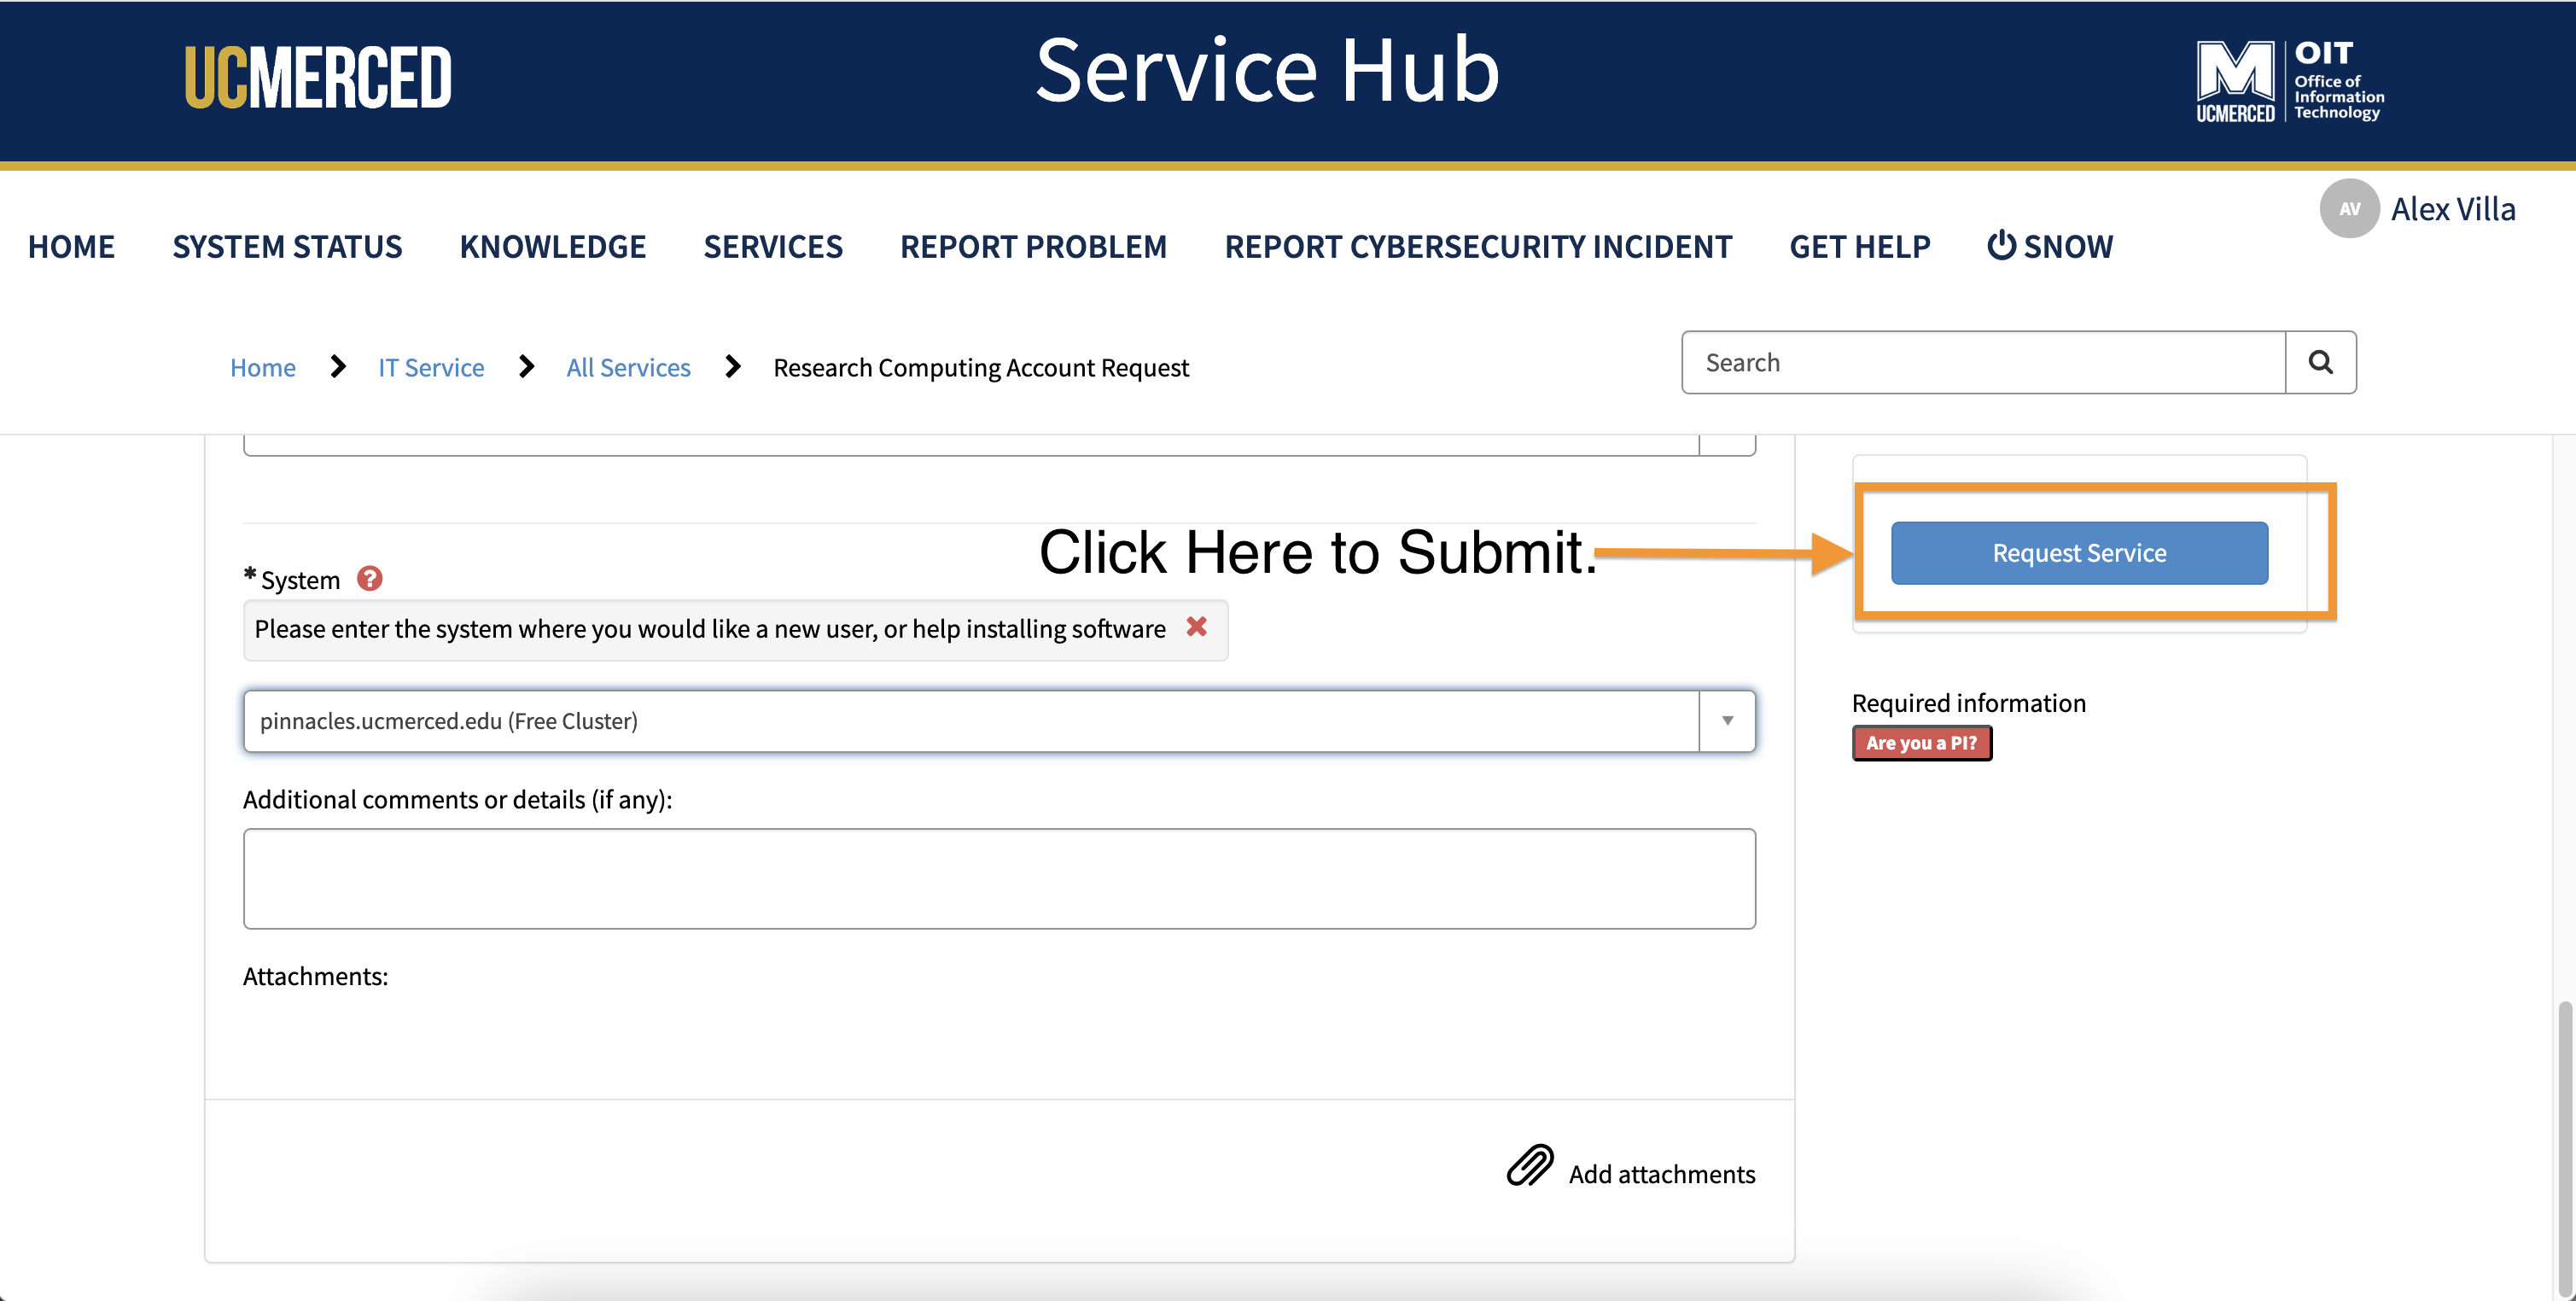 UCMERCED
Service Hub
M
UCMERCED
OIT
Office of
Information
Technology
AV Alex Villa
HOME SYSTEM STATUS KNOWLEDGE SERVICES REPORT PROBLEM REPORT CYBERSECURITY INCIDENT GET HELP SNOW
Home IT Service All Services Research Computing Account Request
Search
Click Here to Submit.
Request Service
* System ?
Please enter the system where you would like a new user, or help installing software
pinnacles.ucmerced.edu (Free Cluster)
Additional comments or details (if any):
Attachments:
Add attachments
Required information
Are you a PI?